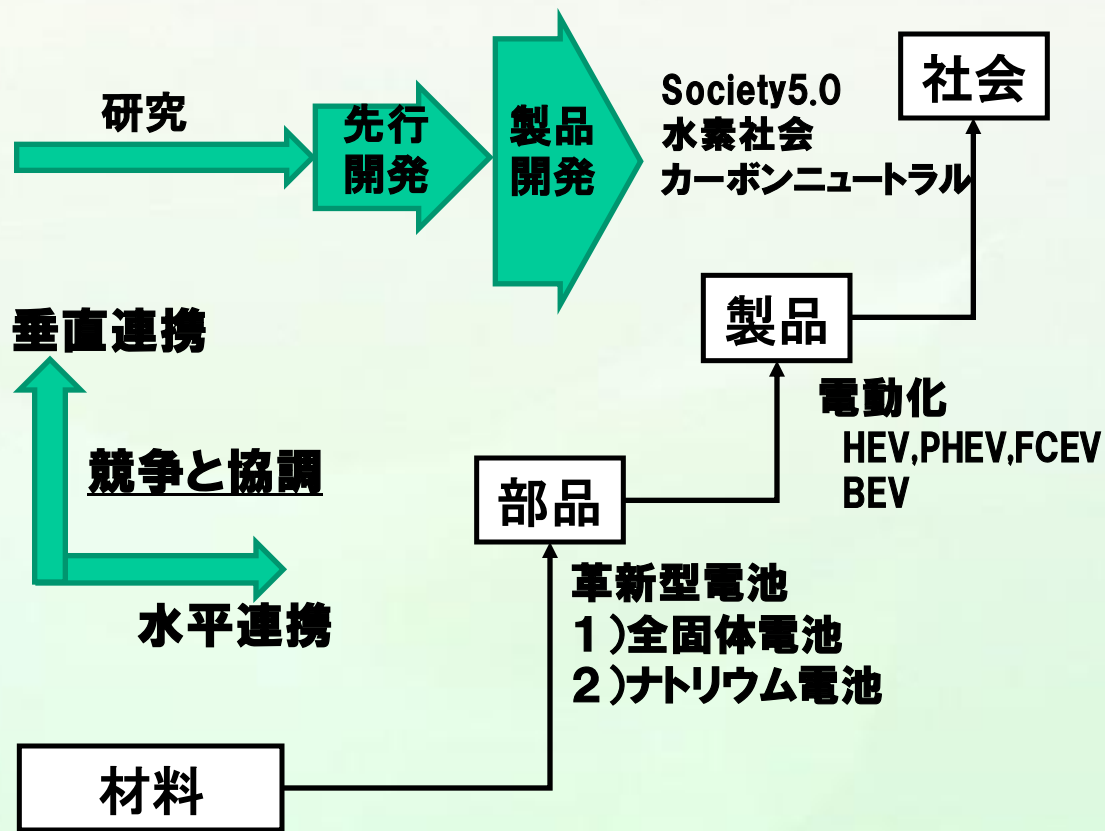 研究
先行
開発
製品
開発
Society5.0
水素社会
カーボンニュートラル
社会
垂直連携
競争と協調
水平連携
製品
電動化
HEV,PHEV,FCEV
BEV
部品
革新型電池
１）全固体電池
２）ナトリウム電池
材料